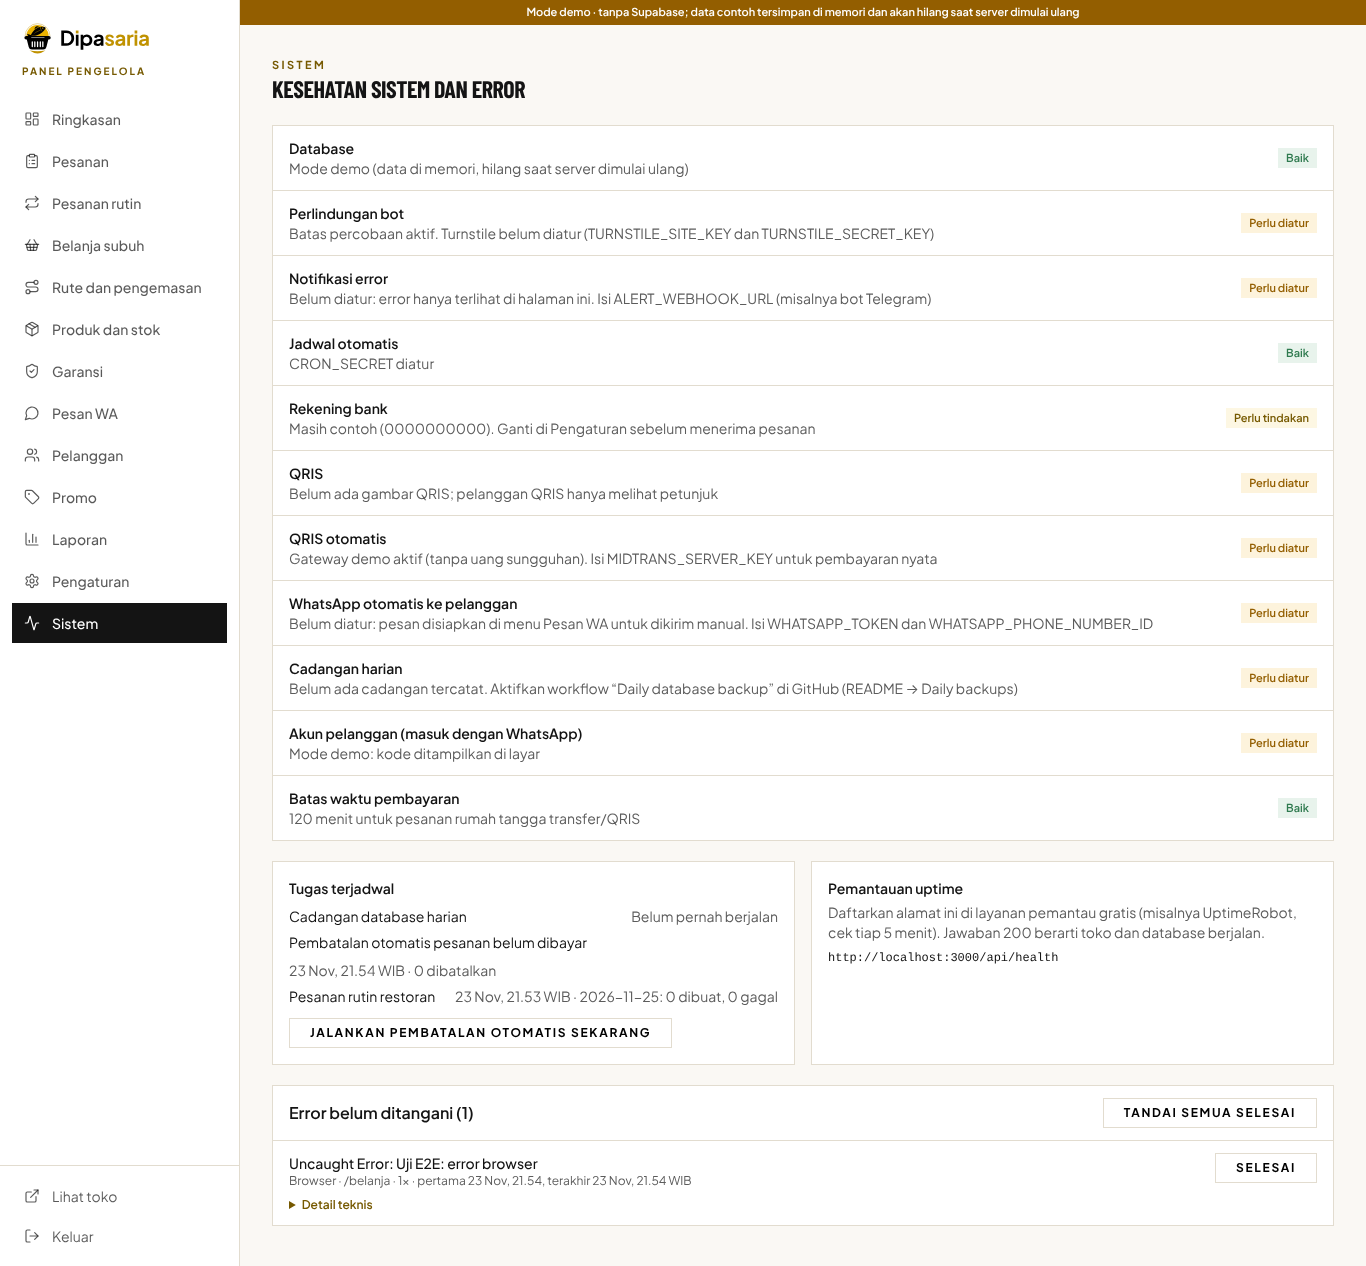 Mode demo · tanpa Supabase; data contoh tersimpan di memori dan akan hilang saat server dimulai ulang
Dipasaria
PANEL PENGELOLA
Ringkasan
Pesanan
Pesanan rutin
Belanja subuh
Rute dan pengemasan
Produk dan stok
Garansi
Pesan WA
Pelanggan
Promo
Laporan
Pengaturan
Sistem
Lihat toko
Keluar
SISTEM
KESEHATAN SISTEM DAN ERROR
Database
Mode demo (data di memori, hilang saat server dimulai ulang)
Baik
Perlindungan bot
Batas percobaan aktif. Turnstile belum diatur (TURNSTILE_SITE_KEY dan TURNSTILE_SECRET_KEY)
Perlu diatur
Notifikasi error
Belum diatur: error hanya terlihat di halaman ini. Isi ALERT_WEBHOOK_URL (misalnya bot Telegram)
Perlu diatur
Jadwal otomatis
CRON_SECRET diatur
Baik
Rekening bank
Masih contoh (0000000000). Ganti di Pengaturan sebelum menerima pesanan
Perlu tindakan
QRIS
Belum ada gambar QRIS; pelanggan QRIS hanya melihat petunjuk
Perlu diatur
QRIS otomatis
Gateway demo aktif (tanpa uang sungguhan). Isi MIDTRANS_SERVER_KEY untuk pembayaran nyata
Perlu diatur
WhatsApp otomatis ke pelanggan
Belum diatur: pesan disiapkan di menu Pesan WA untuk dikirim manual. Isi WHATSAPP_TOKEN dan WHATSAPP_PHONE_NUMBER_ID
Perlu diatur
Cadangan harian
Belum ada cadangan tercatat. Aktifkan workflow “Daily database backup” di GitHub (README → Daily backups)
Perlu diatur
Akun pelanggan (masuk dengan WhatsApp)
Mode demo: kode ditampilkan di layar
Perlu diatur
Batas waktu pembayaran
120 menit untuk pesanan rumah tangga transfer/QRIS
Baik
Tugas terjadwal
Cadangan database harian Belum pernah berjalan
Pembatalan otomatis pesanan belum dibayar
23 Nov, 21.54 WIB · 0 dibatalkan
Pesanan rutin restoran 23 Nov, 21.53 WIB · 2026-11-25: 0 dibuat, 0 gagal
JALANKAN PEMBATALAN OTOMATIS SEKARANG
Pemantauan uptime
Daftarkan alamat ini di layanan pemantau gratis (misalnya UptimeRobot,
cek tiap 5 menit). Jawaban 200 berarti toko dan database berjalan.
http://localhost:3000/api/health
Error belum ditangani (1)
TANDAI SEMUA SELESAI
Uncaught Error: Uji E2E: error browser
Browser · /belanja · 1× · pertama 23 Nov, 21.54, terakhir 23 Nov, 21.54 WIB
SELESAI
Detail teknis